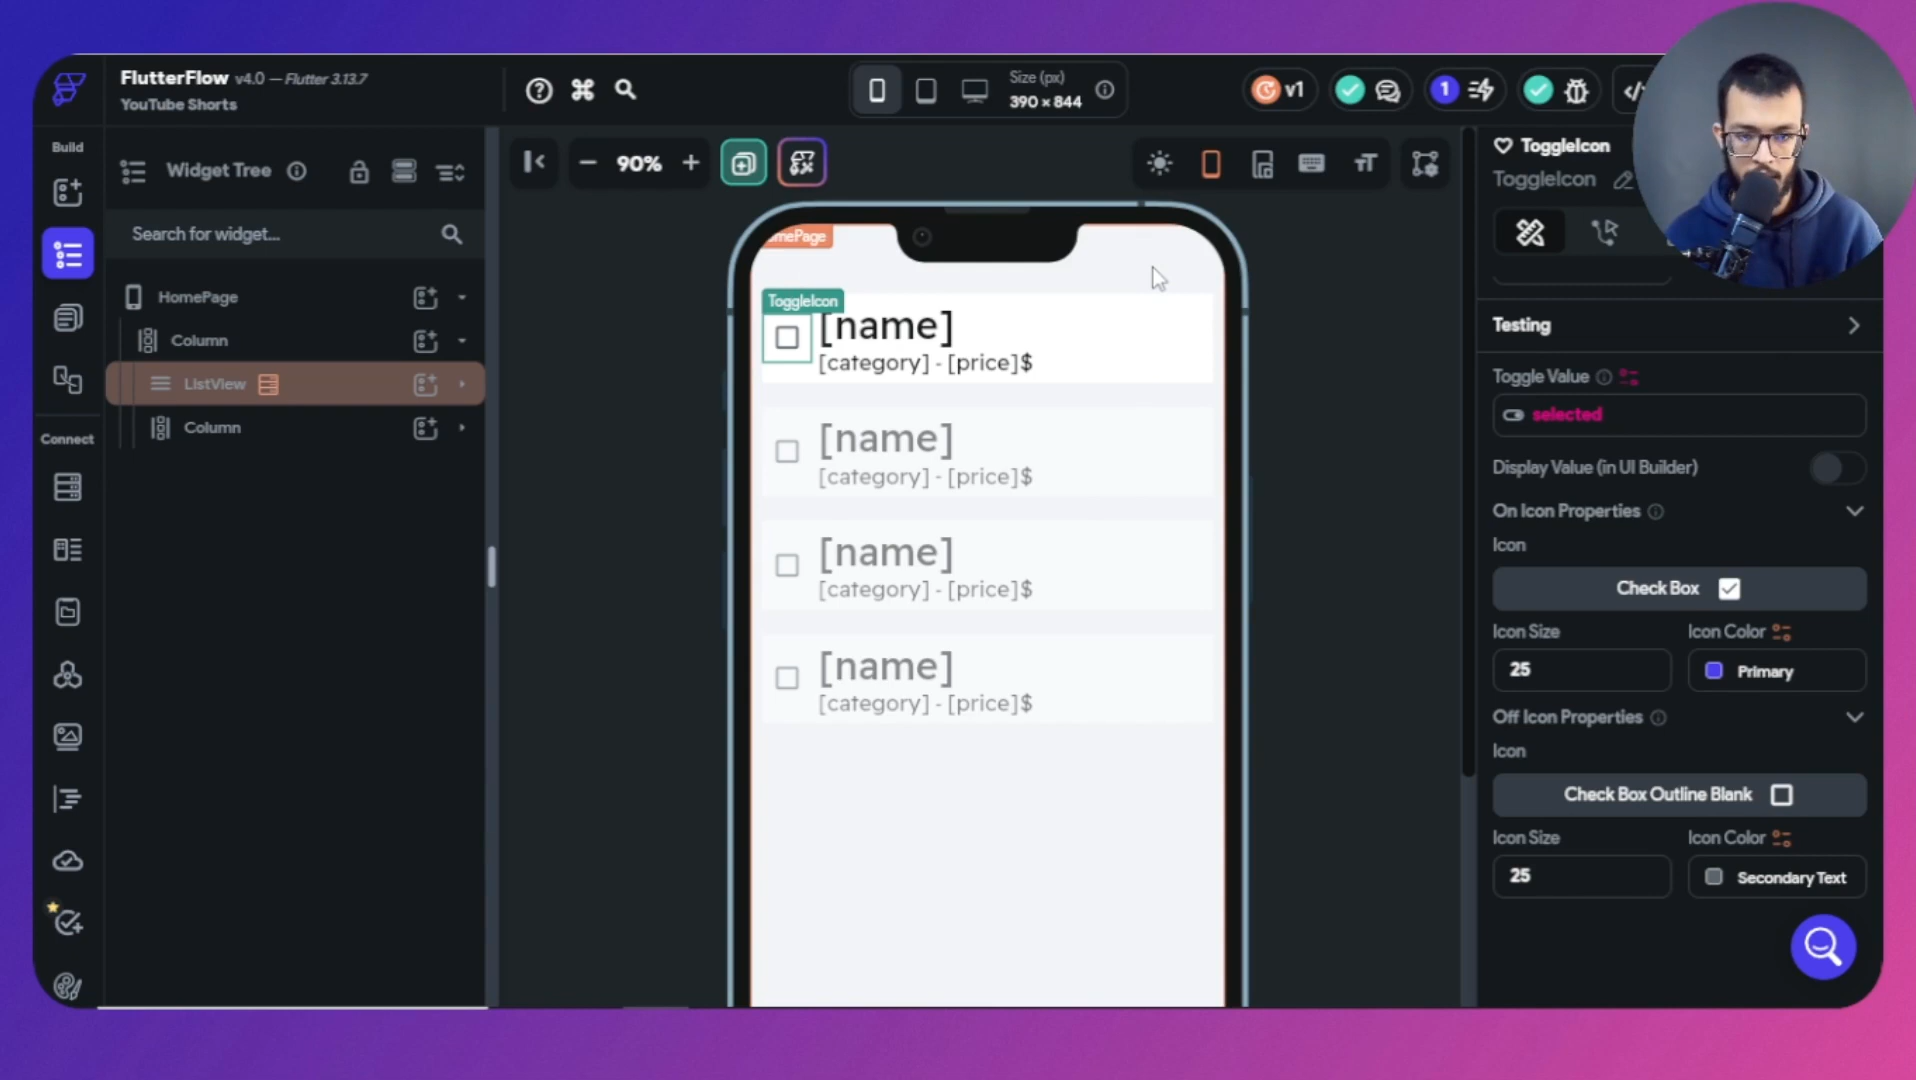 FlutterFlow v4.0 — Flutter 3.13.7
YouTube Shorts
Size (px)
390 × 844
v1
1
Build
Connect
Widget Tree
Search for widget...
HomePage
Column
ListView
Column
90%
omePage
ToggleIcon
[name]
[category] - [price]$
[name]
[category] - [price]$
[name]
[category] - [price]$
[name]
[category] - [price]$
ToggleIcon
ToggleIcon
Testing
Toggle Value
selected
Display Value (in UI Builder)
On Icon Properties
Icon
Check Box
Icon Size
Icon Color
25
Primary
Off Icon Properties
Icon
Check Box Outline Blank
Icon Size
Icon Color
25
Secondary Text